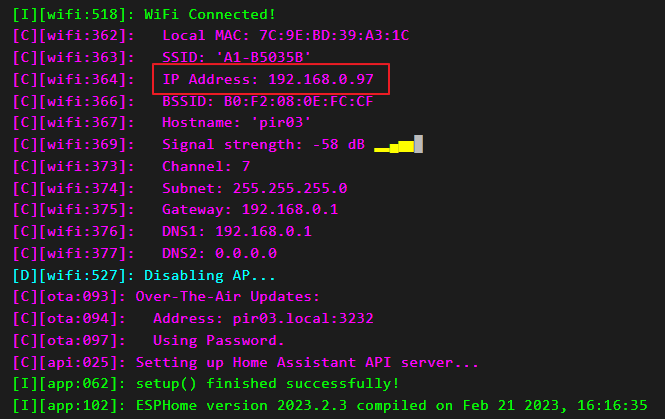 [I][wifi:518]: WiFi Connected!
[C][wifi:362]:   Local MAC: 7C:9E:BD:39:A3:1C
[C][wifi:363]:   SSID: 'A1-B5035B'
[C][wifi:364]:   IP Address: 192.168.0.97
[C][wifi:366]:   BSSID: B0:F2:08:0E:FC:CF
[C][wifi:367]:   Hostname: 'pir03'
[C][wifi:369]:   Signal strength: -58 dB ▂▄▆█
[C][wifi:373]:   Channel: 7
[C][wifi:374]:   Subnet: 255.255.255.0
[C][wifi:375]:   Gateway: 192.168.0.1
[C][wifi:376]:   DNS1: 192.168.0.1
[C][wifi:377]:   DNS2: 0.0.0.0
[D][wifi:527]: Disabling AP...
[C][ota:093]: Over-The-Air Updates:
[C][ota:094]:   Address: pir03.local:3232
[C][ota:097]:   Using Password.
[C][api:025]: Setting up Home Assistant API server...
[I][app:062]: setup() finished successfully!
[I][app:102]: ESPHome version 2023.2.3 compiled on Feb 21 2023, 16:16:35